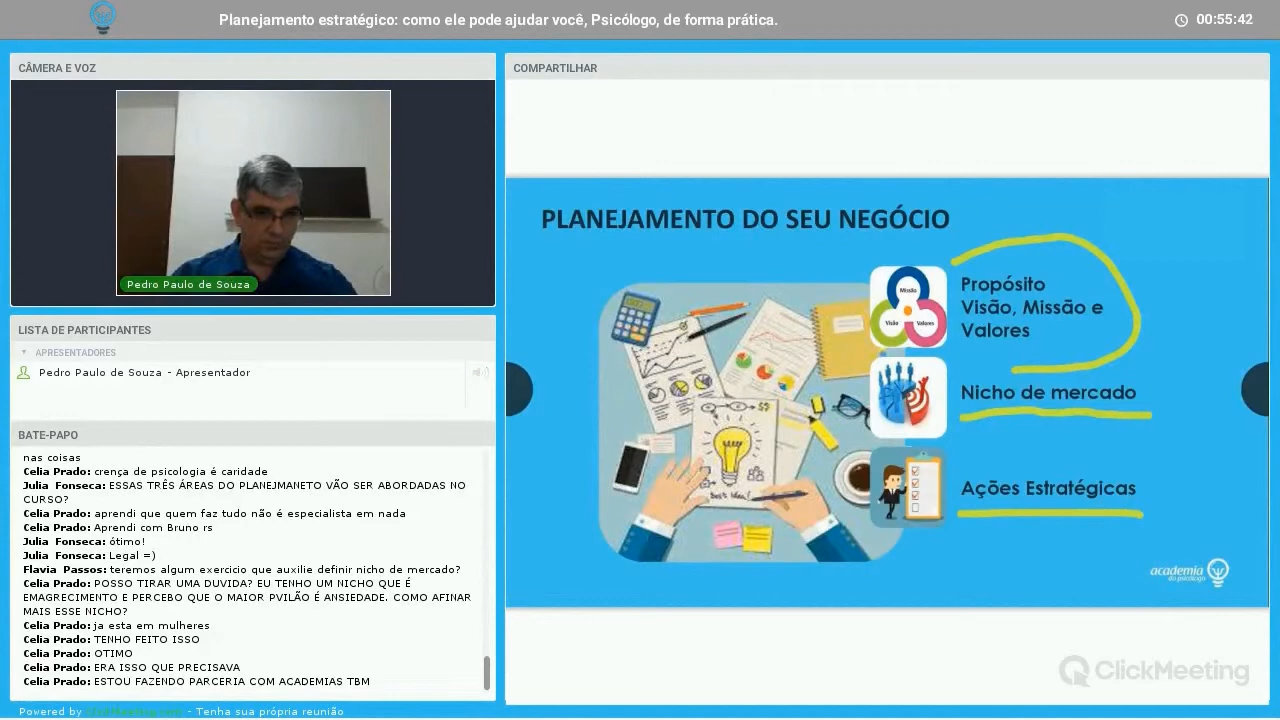 Planejamento estratégico: como ele pode ajudar você, Psicólogo, de forma prática.
00:55:42
CÂMERA E VOZ
Pedro Paulo de Souza
LISTA DE PARTICIPANTES
APRESENTADORES
Pedro Paulo de Souza - Apresentador
BATE-PAPO
nas coisas
Celia Prado: crença de psicologia é caridade
Julia Fonseca: ESSAS TRÊS ÁREAS DO PLANEJMANETO VÃO SER ABORDADAS NO
CURSO?
Celia Prado: aprendi que quem faz tudo não é especialista em nada
Celia Prado: Aprendi com Bruno rs
Julia Fonseca: ótimo!
Julia Fonseca: Legal =)
Flavia Passos: teremos algum exercicio que auxilie definir nicho de mercado?
Celia Prado: POSSO TIRAR UMA DUVIDA? EU TENHO UM NICHO QUE É
EMAGRECIMENTO E PERCEBO QUE O MAIOR PVILÃO É ANSIEDADE. COMO AFINAR
MAIS ESSE NICHO?
Celia Prado: ja esta em mulheres
Celia Prado: TENHO FEITO ISSO
Celia Prado: OTIMO
Celia Prado: ERA ISSO QUE PRECISAVA
Celia Prado: ESTOU FAZENDO PARCERIA COM ACADEMIAS TBM
Powered by - Tenha sua própria reunião
COMPARTILHAR
PLANEJAMENTO DO SEU NEGÓCIO
Missão
Visão
Valores
Propósito
Visão, Missão e
Valores
Nicho de mercado
Ações Estratégicas
$$
Best Idea!
academia
do psicólogo
ClickMeeting